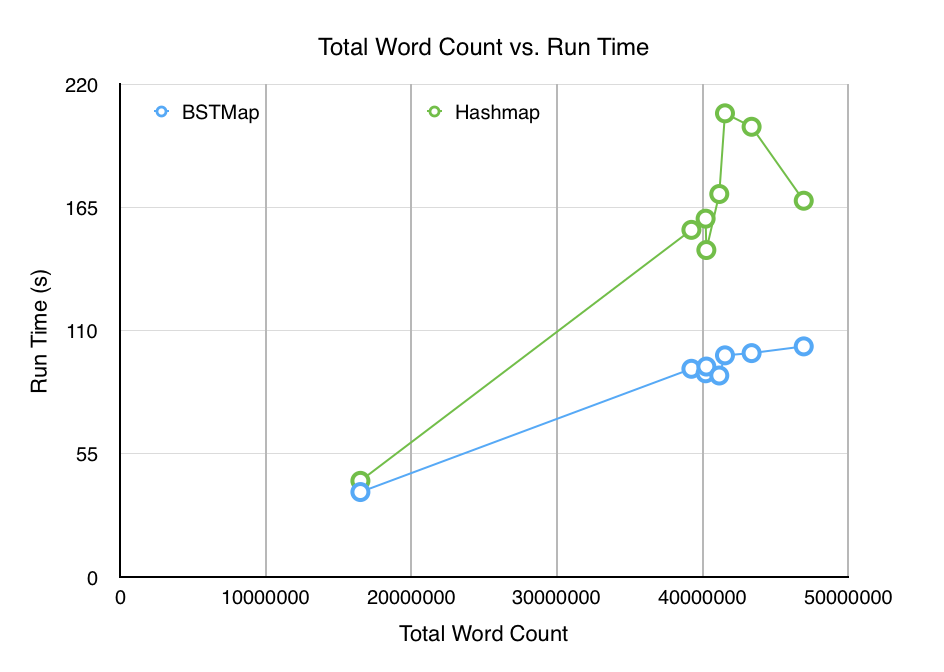 Total Word Count vs. Run Time
220
BSTMap
Hashmap
165
Run Time (s)
110
55
0
0 10000000 20000000 30000000 40000000 50000000
Total Word Count